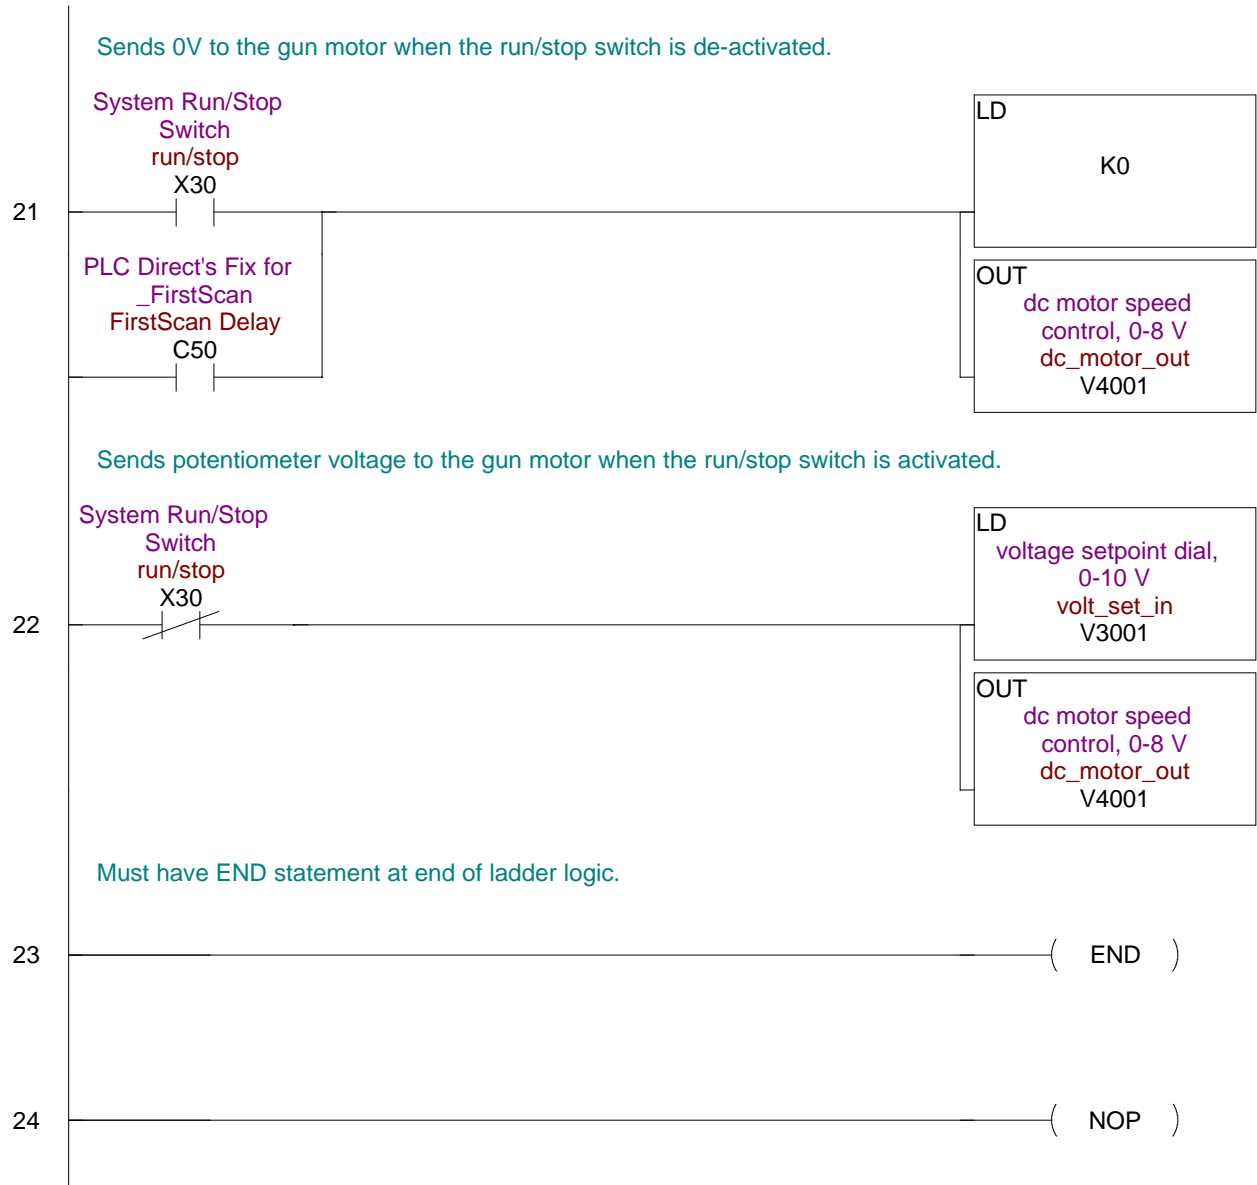 Sends 0V to the gun motor when the run/stop switch is de-activated.
System Run/Stop
Switch
run/stop
X30
LD
K0
21
PLC Direct's Fix for
_FirstScan
FirstScan Delay
C50
OUT
dc motor speed
control, 0-8 V
dc_motor_out
V4001
Sends potentiometer voltage to the gun motor when the run/stop switch is activated.
System Run/Stop
Switch
run/stop
X30
LD
voltage setpoint dial,
0-10 V
volt_set_in
V3001
22
OUT
dc motor speed
control, 0-8 V
dc_motor_out
V4001
Must have END statement at end of ladder logic.
23
( END )
24
( NOP )